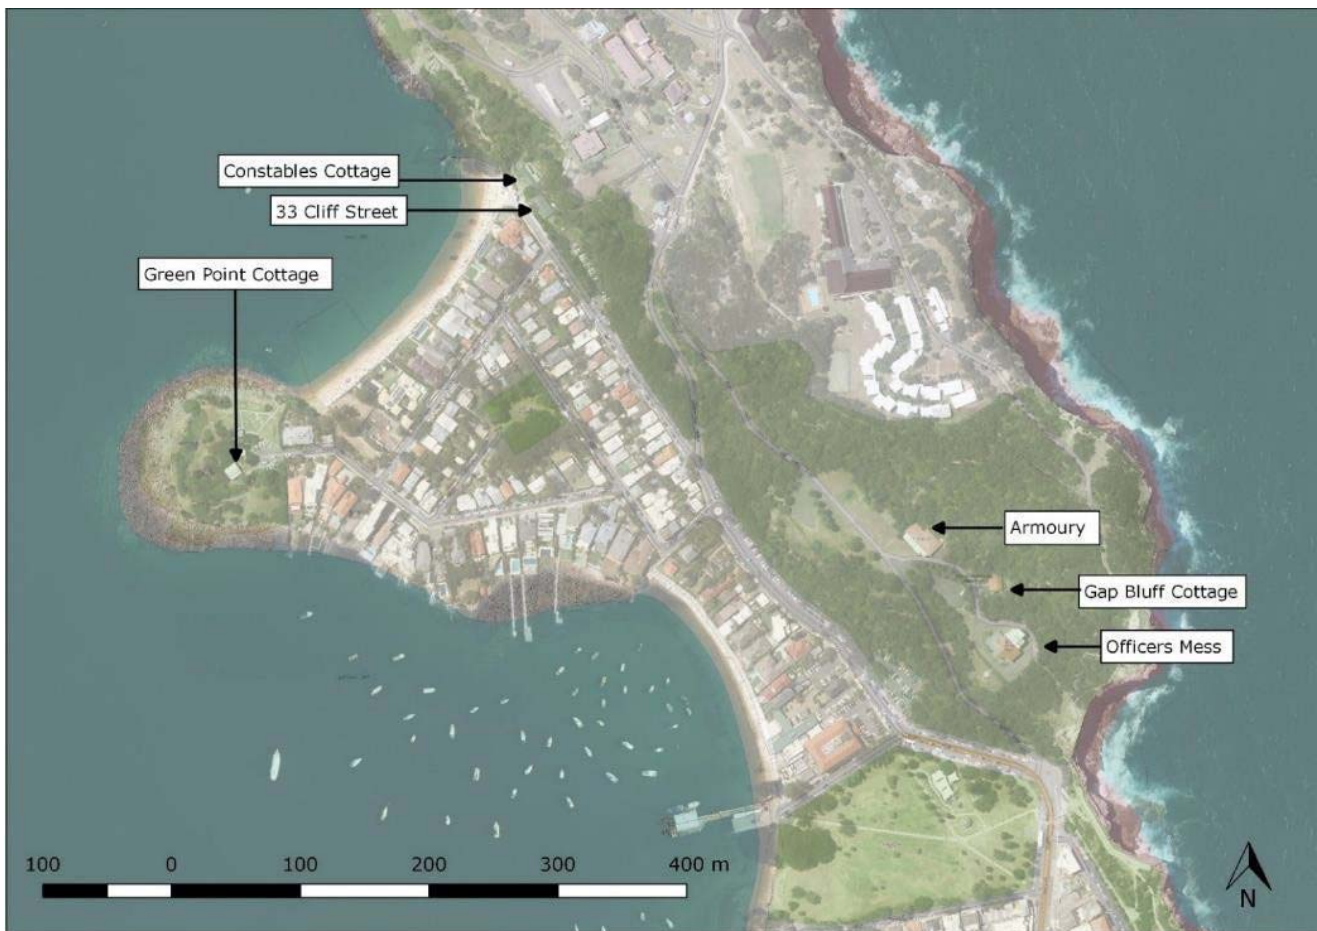 Constables Cottage
33 Cliff Street
Green Point Cottage
Armoury
Gap Bluff Cottage
Officers Mess
100 0 100 200 300 400 m
N